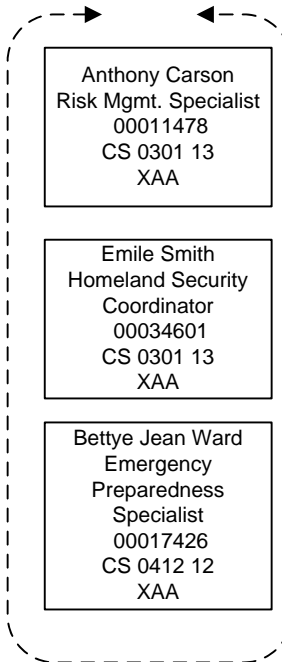 Anthony Carson
Risk Mgmt. Specialist
00011478
CS 0301 13
XAA
Emile Smith
Homeland Security
Coordinator
00034601
CS 0301 13
XAA
Bettye Jean Ward
Emergency
Preparedness
Specialist
00017426
CS 0412 12
XAA